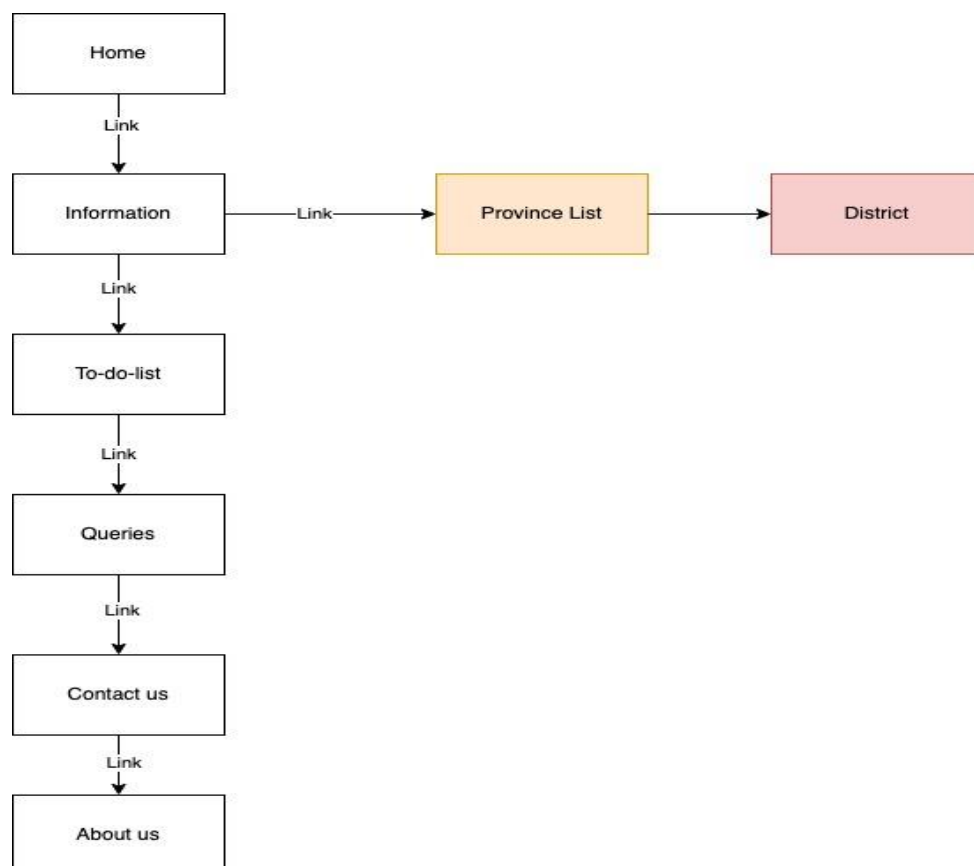 Home
Link
Information
Link
Province List
District
Link
To-do-list
Link
Queries
Link
Contact us
Link
About us